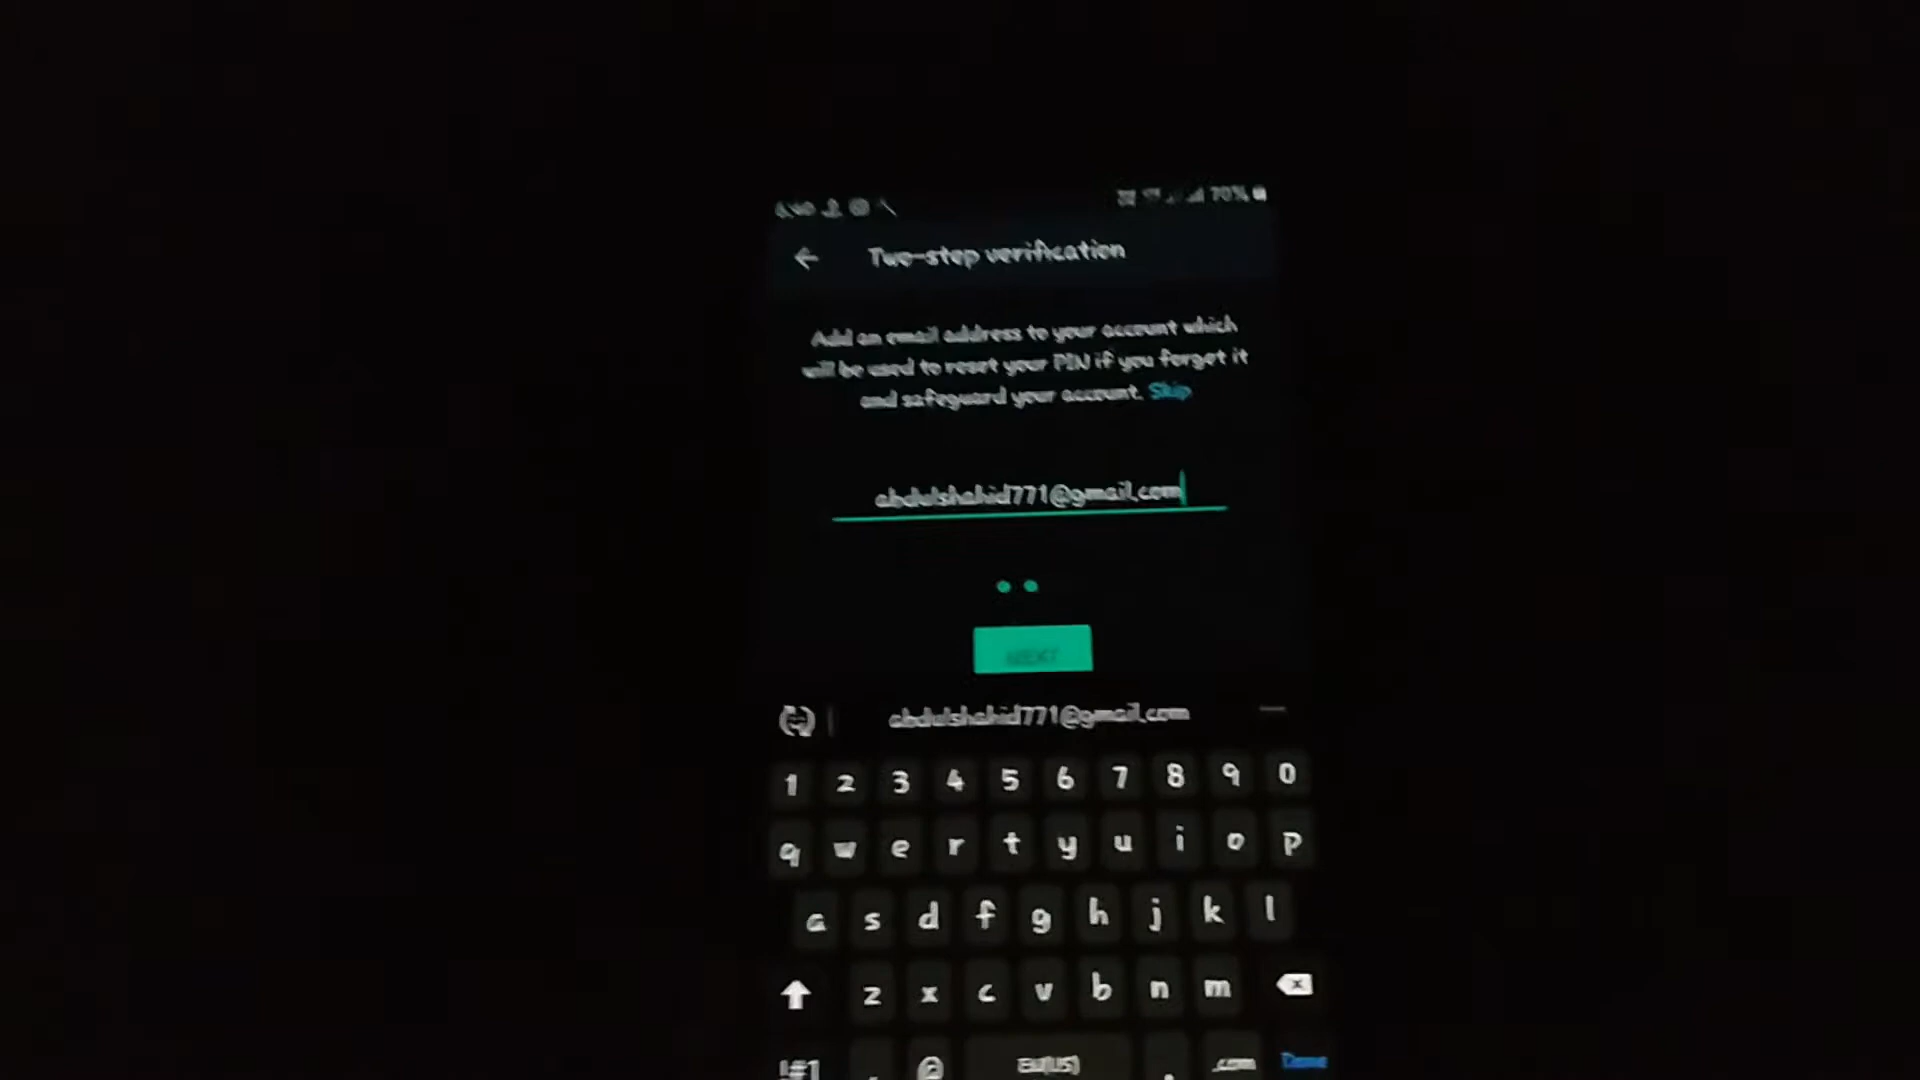 70%
Two-step verification
Add an email address to your account which
will be used to reset your PIN if you forget it
and safeguard your account. Skip
abdulshahid771@gmail.com
NEXT
abdulshahid771@gmail.com
1 2 3 4 5 6 7 8 9 0
q w e r t y u i o p
a s d f g h j k l
z x c v b n m
!#1 , @ EN(US) . .com Done